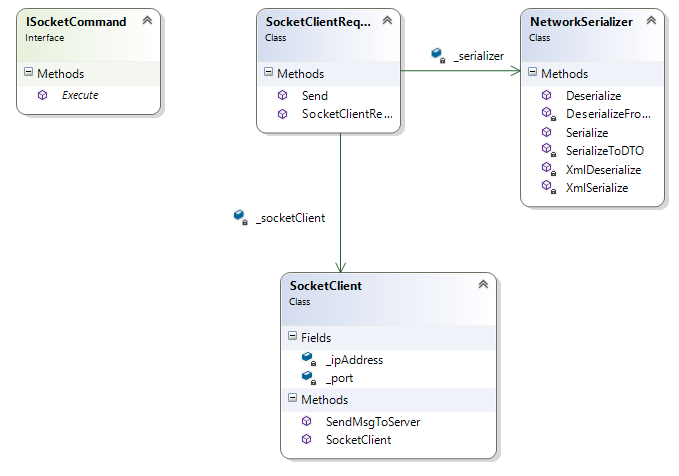 ISocketCommand
Interface
Methods
Execute
SocketClientReq...
Class
Methods
Send
SocketClientRe...
_serializer
NetworkSerializer
Class
Methods
Deserialize
DeserializeFro...
Serialize
SerializeToDTO
XmlDeserialize
XmlSerialize
_socketClient
SocketClient
Class
Fields
_ipAddress
_port
Methods
SendMsgToServer
SocketClient